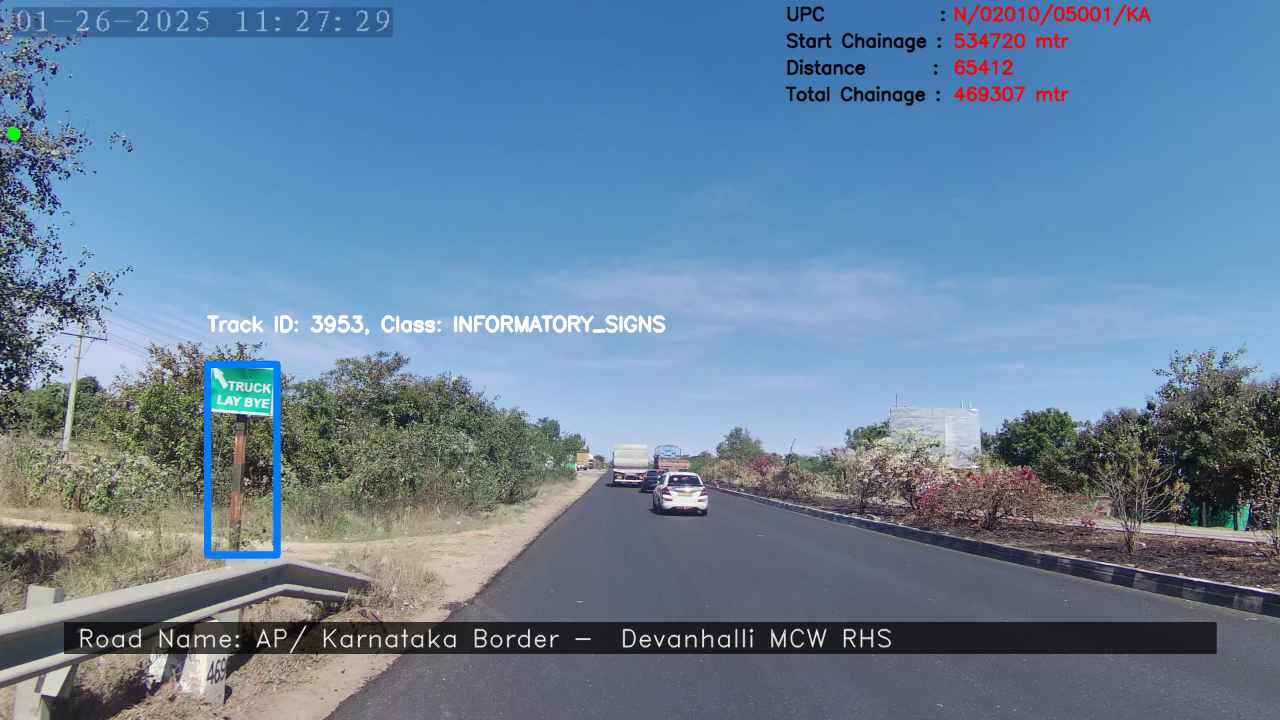 01-26-2025 11:27:29
UPC : N/02010/05001/KA
Start Chainage : 534720 mtr
Distance : 65412
Total Chainage : 469307 mtr
Track ID: 3953, Class: INFORMATORY_SIGNS
TRUCK
LAY BYE
Road Name: AP/ Karnataka Border - Devanhalli MCW RHS
469